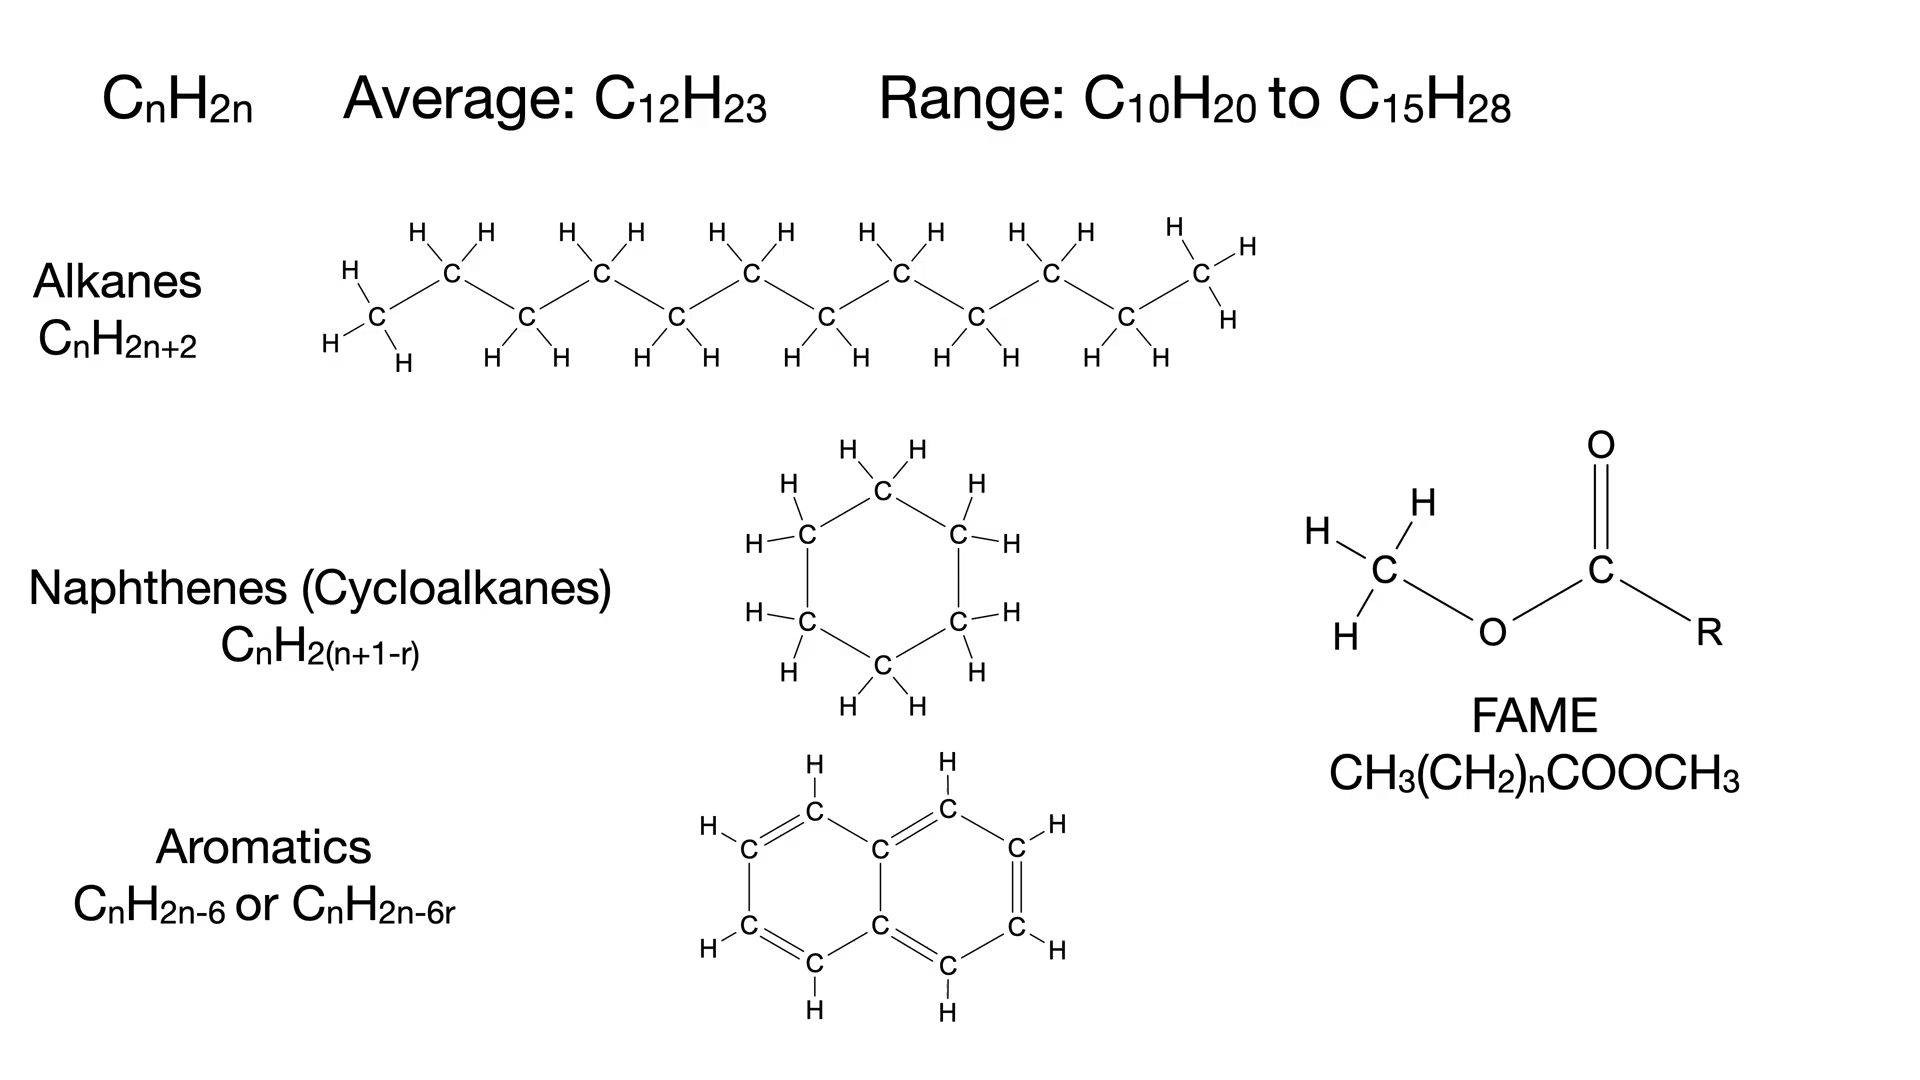 CnH2n Average: C12H23 Range: C10H20 to C15H28
H H H H H H H H H H H H
H C C C C C C H
C C C C C C H
H H H H H H H H H H H H
Alkanes
CnH2n+2
H H
H C H
H C C H
H C C H
H C H
H H
Naphthenes (Cycloalkanes)
CnH2(n+1-r)
O
H
H C C
H O R
FAME
CH3(CH2)nCOOCH3
H H
H C C H
C C C
C C C
H C C H
H H
Aromatics
CnH2n-6 or CnH2n-6r